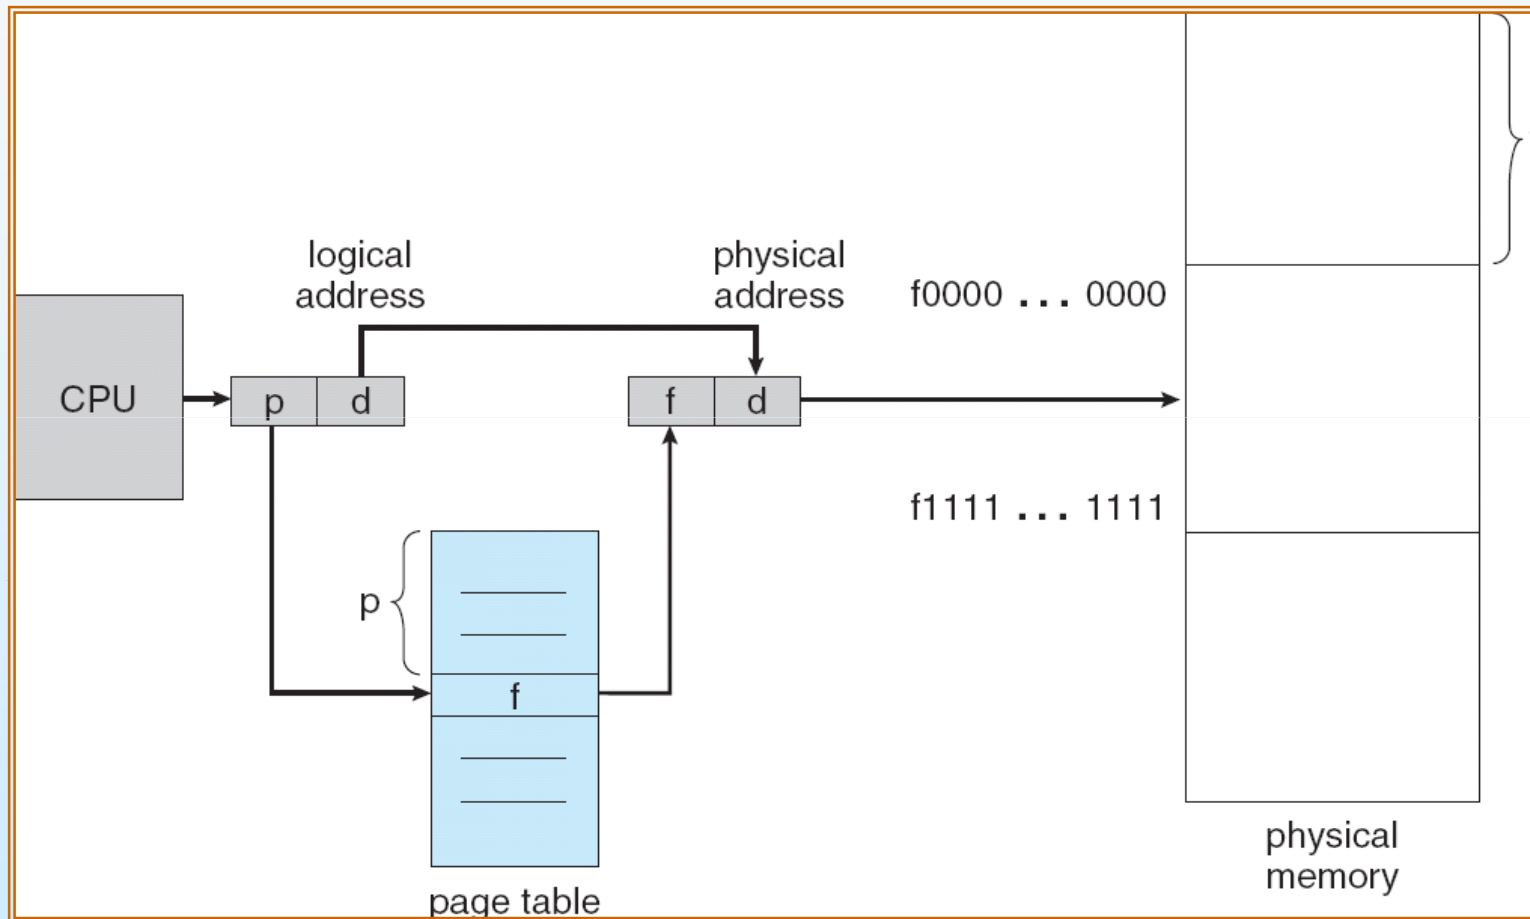 logical
address
physical
address
f0000 ... 0000
CPU
p
d
f
d
f1111 ... 1111
p
f
physical
memory
page table